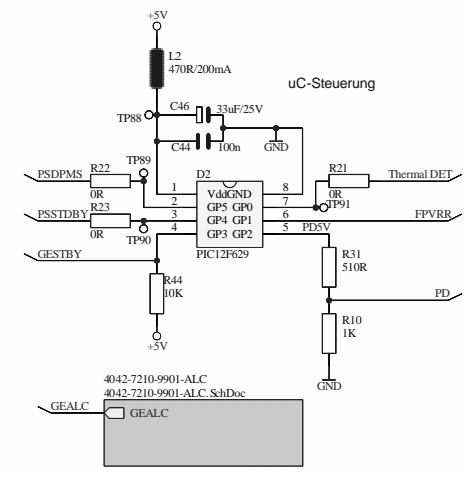 +5V
L2
470R/200mA
uC-Steuerung
C46
33uF/25V
TP88
C44
100n
GND
TP89
PSDPMS
R22
0R
D2
R21
0R
Thermal DET
TP91
1
VddGND
8
2
GP5 GP0
7
PSSTDBY
R23
0R
TP90
3
GP4 GP1
6
FPVRR
4
GP3 GP2
5
PD5V
PIC12F629
GESTBY
R44
10K
+5V
R31
510R
PD
R10
1K
GND
4042-7210-9901-ALC
4042-7210-9901-ALC.SchDoc
GEALC
GEALC